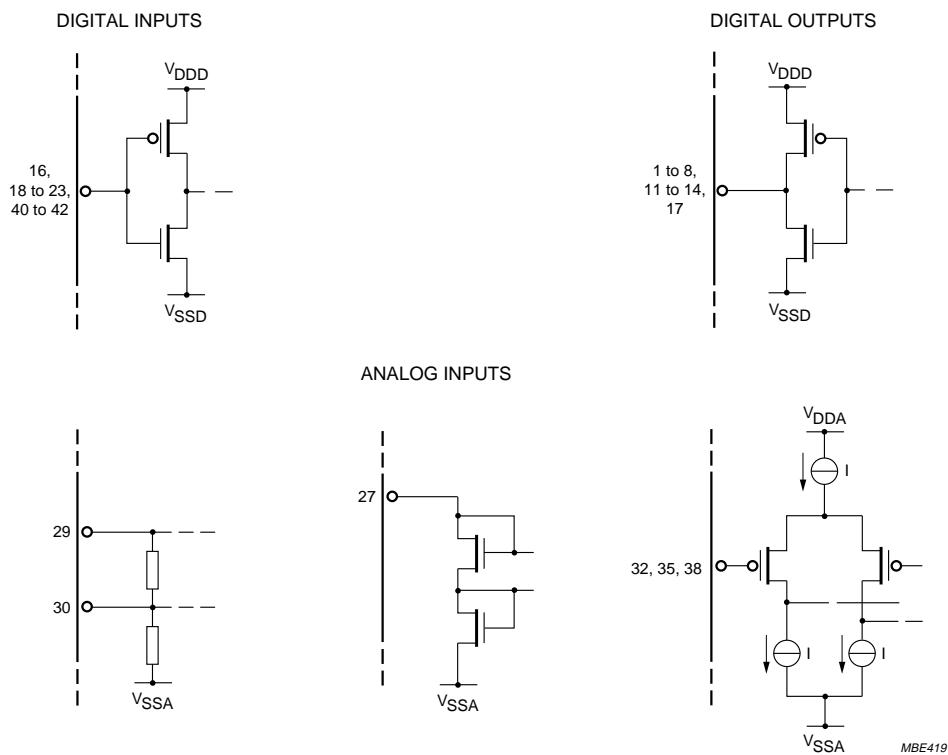 DIGITAL INPUTS
DIGITAL OUTPUTS
VDDD
16,
18 to 23,
40 to 42
VSSD
VDDD
1 to 8,
11 to 14,
17
VSSD
ANALOG INPUTS
29
30
VSSA
27
VSSA
VDDA
I
32, 35, 38
I
I
VSSA
MBE419